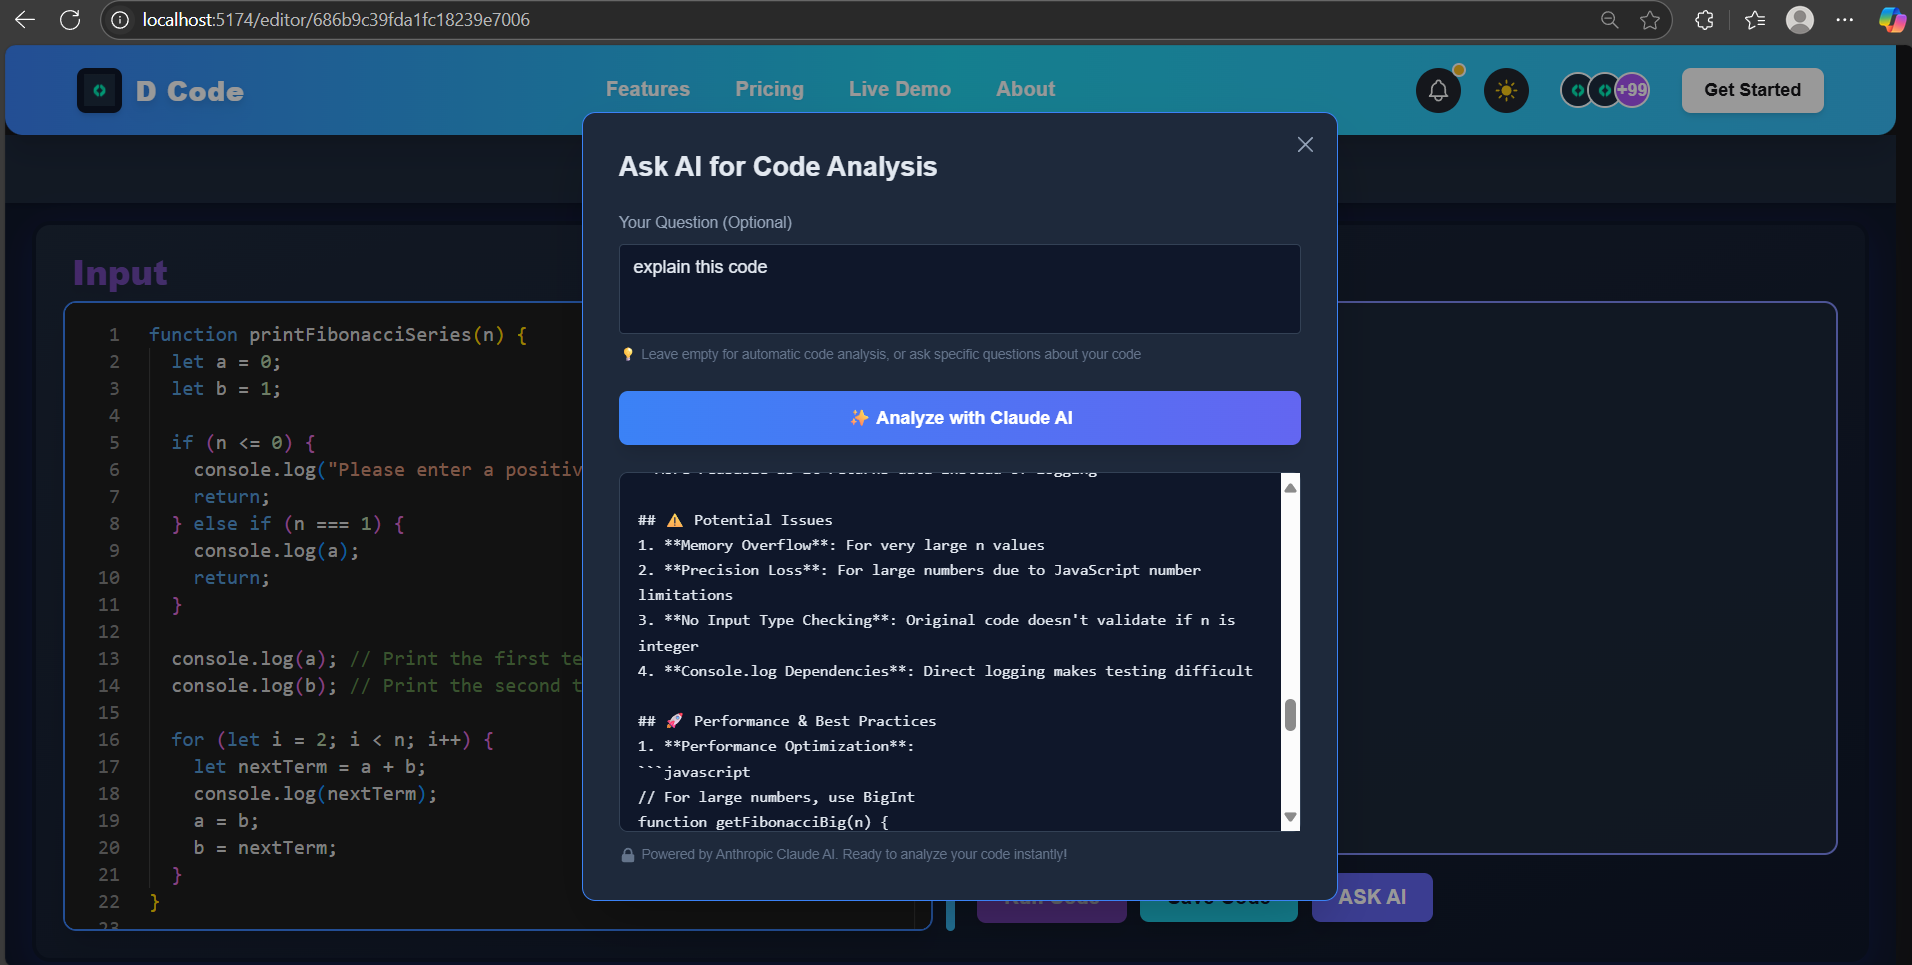 localhost:5174/editor/686b9c39fda1fc18239e7006
D Code
Features
Pricing
Live Demo
About
+99
Get Started
Input
1 function printFibonacciSeries(n) {
2 let a = 0;
3 let b = 1;
4
5 if (n <= 0) {
6 console.log("Please enter a positiv
7 return;
8 } else if (n === 1) {
9 console.log(a);
10 return;
11 }
12
13 console.log(a); // Print the first te
14 console.log(b); // Print the second t
15
16 for (let i = 2; i < n; i++) {
17 let nextTerm = a + b;
18 console.log(nextTerm);
19 a = b;
20 b = nextTerm;
21 }
22 }
23
Ask AI for Code Analysis
Your Question (Optional)
explain this code
💡 Leave empty for automatic code analysis, or ask specific questions about your code
✨ Analyze with Claude AI
## ⚠️ Potential Issues
1. **Memory Overflow**: For very large n values
2. **Precision Loss**: For large numbers due to JavaScript number
limitations
3. **No Input Type Checking**: Original code doesn't validate if n is
integer
4. **Console.log Dependencies**: Direct logging makes testing difficult
## 🚀 Performance & Best Practices
1. **Performance Optimization**:
```javascript
// For large numbers, use BigInt
function getFibonacciBig(n) {
🔒 Powered by Anthropic Claude AI. Ready to analyze your code instantly!
Run Code
Save Code
ASK AI